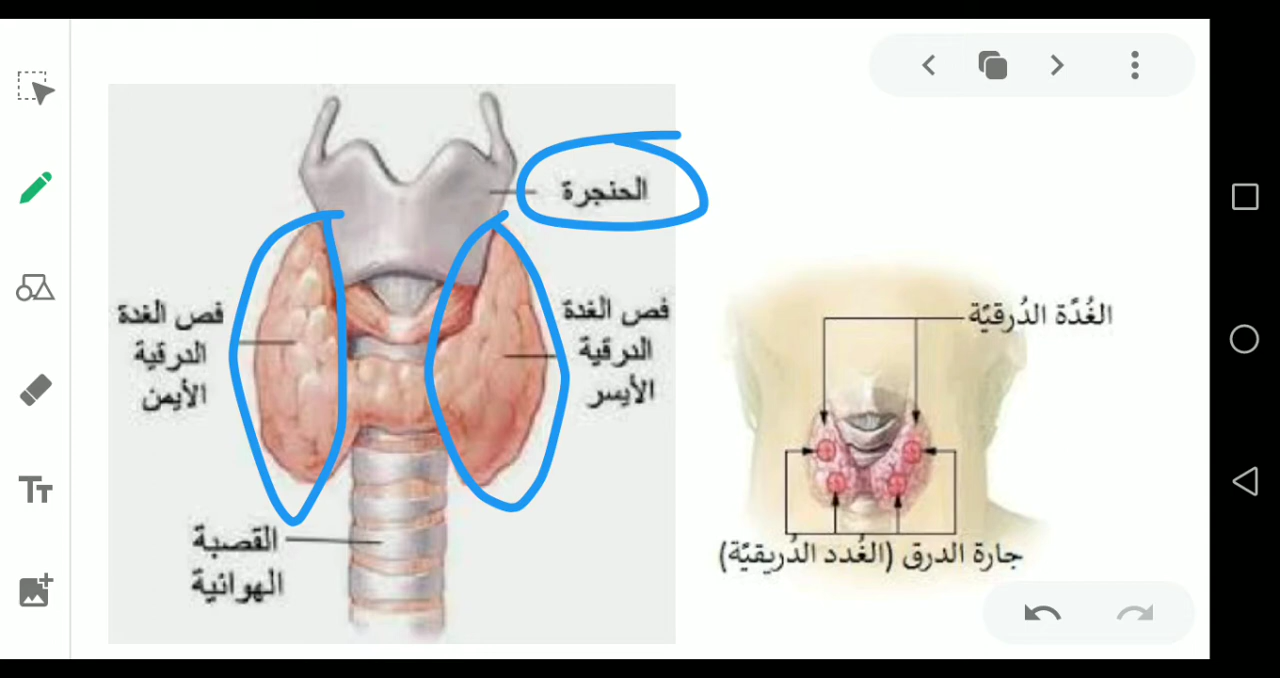 الحنجرة
فص الغدة
الدرقية
الأيسر
فص الغدة
الدرقية
الأيمن
القصبة
الهوائية
الغُدَّة الدُرقيَّة
جارة الدرق (الغُدد الدُريقيَّة)